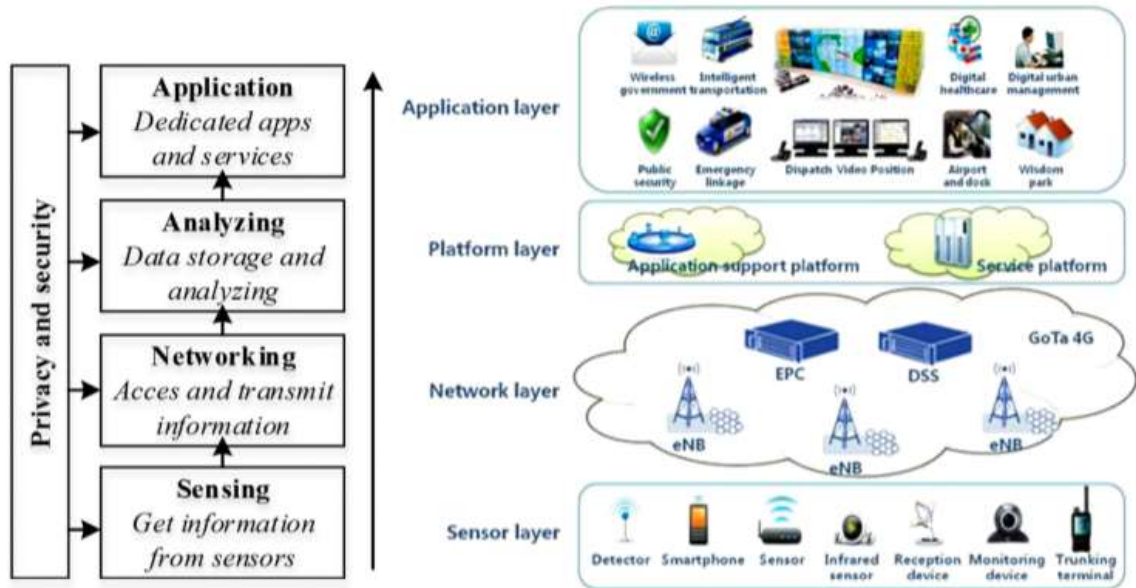 Privacy and security
Application
Dedicated apps
and services
Analyzing
Data storage and
analyzing
Networking
Acces and transmit
information
Sensing
Get information
from sensors
Application layer
Wireless
government
Intelligent
transportation
Digital
healthcare
Digital urban
management
Public
security
Emergency
linkage
Dispatch Video Position
Airport
and dock
Wisdom
park
Platform layer
Application support platform
Service platform
Network layer
GoTa 4G
EPC
DSS
eNB
eNB
eNB
Sensor layer
Detector
Smartphone
Sensor
Infrared
sensor
Reception
device
Monitoring
device
Trunking
terminal